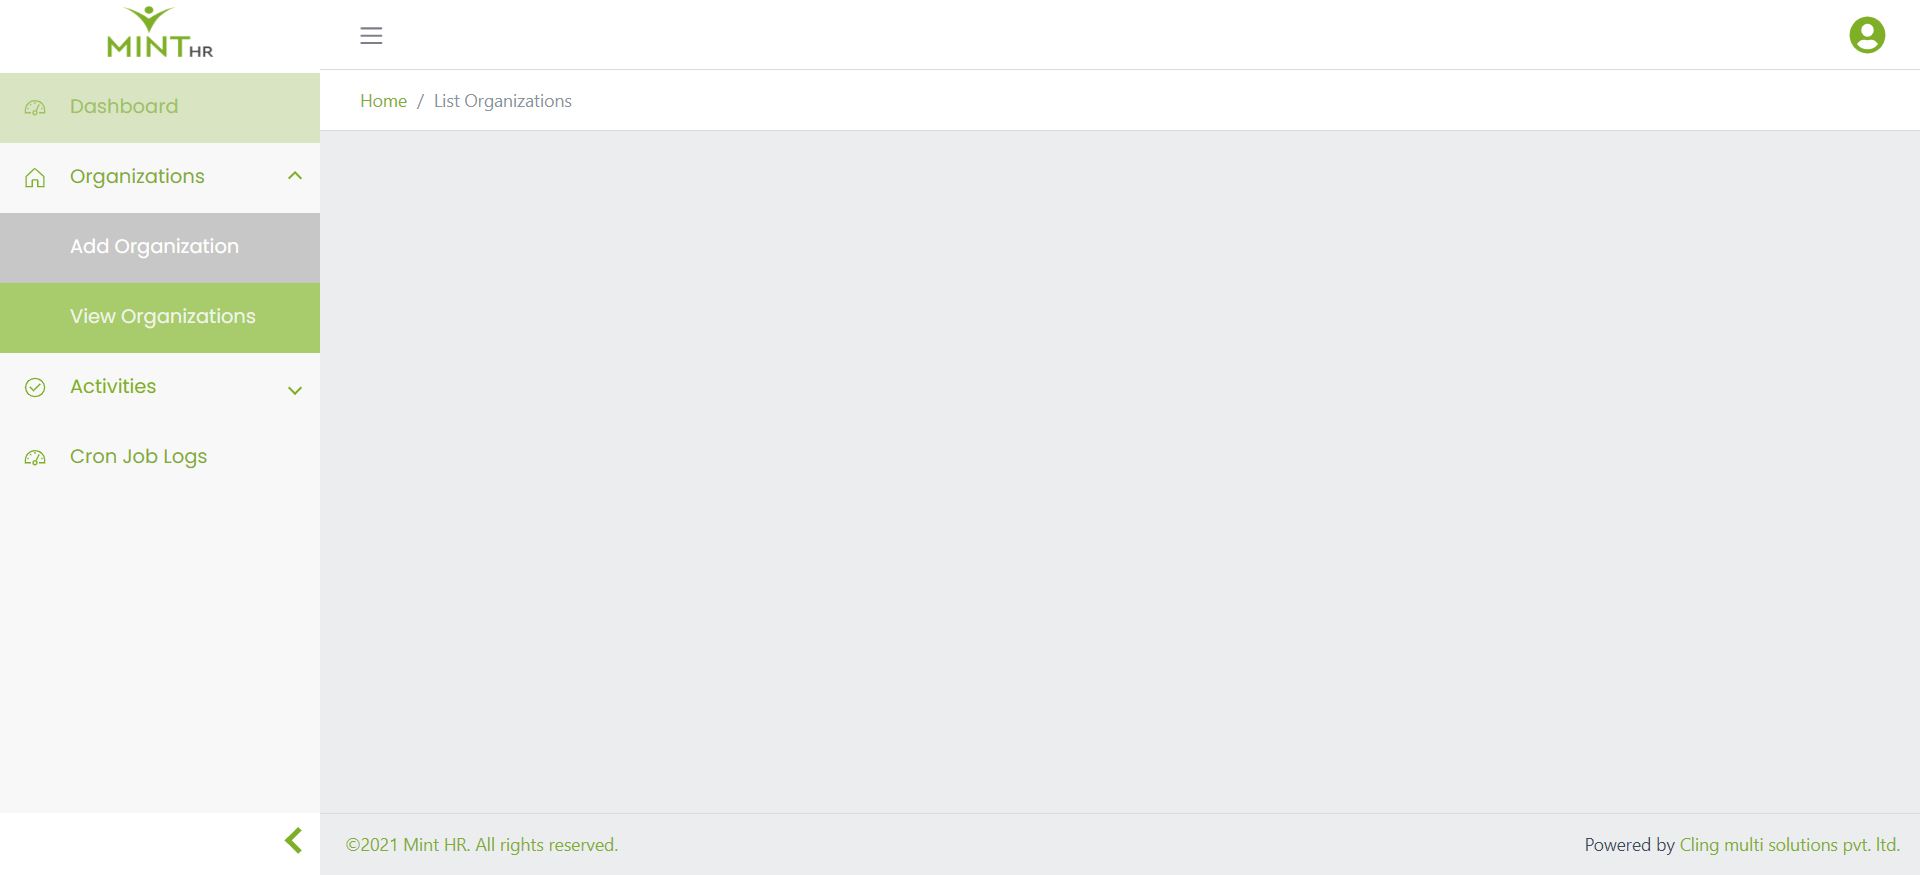 MINT HR
Home / List Organizations
Dashboard
Organizations
Add Organization
View Organizations
Activities
Cron Job Logs
©2021 Mint HR. All rights reserved.
Powered by Cling multi solutions pvt. ltd.